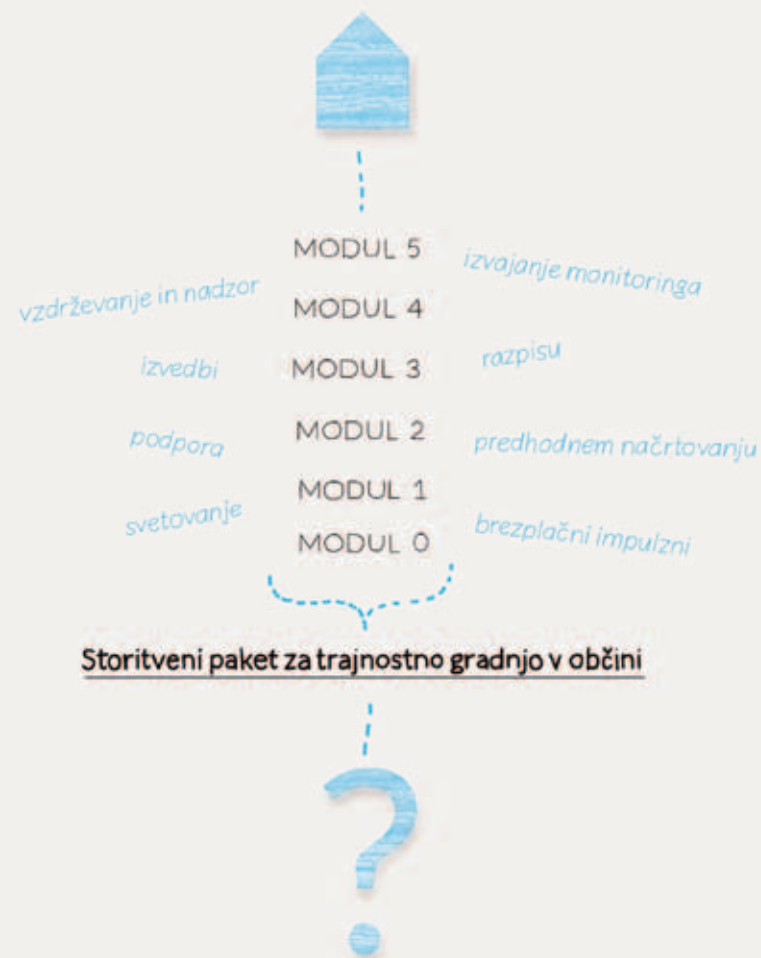 MODUL 5
izvajanje monitoringa
vzdrževanje in nadzor
MODUL 4
izvedbi
MODUL 3
razpisu
podpora
MODUL 2
predhodnem načrtovanju
svetovanje
MODUL 1
MODUL 0
brezplačni impulzni
Storitveni paket za trajnostno gradnjo v občini
?